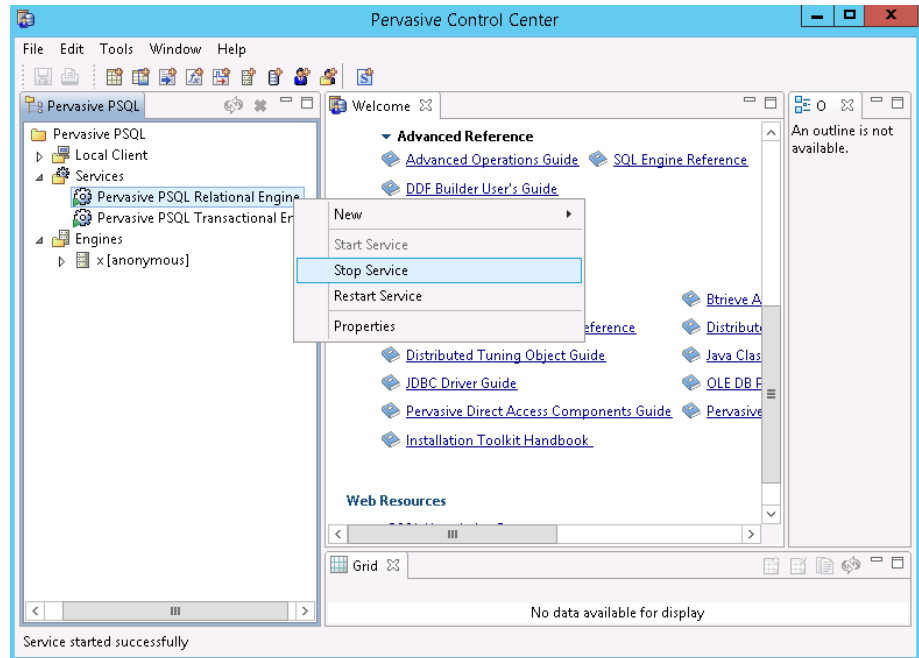 Pervasive Control Center
File Edit Tools Window Help
Pervasive PSQL
Pervasive PSQL
Local Client
Services
Pervasive PSQL Relational Engine
Pervasive PSQL Transactional Er
Engines
x [anonymous]
New
Start Service
Stop Service
Restart Service
Properties
Welcome
Advanced Reference
Advanced Operations Guide SQL Engine Reference
DDF Builder User's Guide
Btrieve A
eference Distribute
Distributed Tuning Object Guide Java Clas
JDBC Driver Guide OLE DB P
Pervasive Direct Access Components Guide Pervasive
Installation Toolkit Handbook
Web Resources
O
An outline is not
available.
Grid
No data available for display
Service started successfully